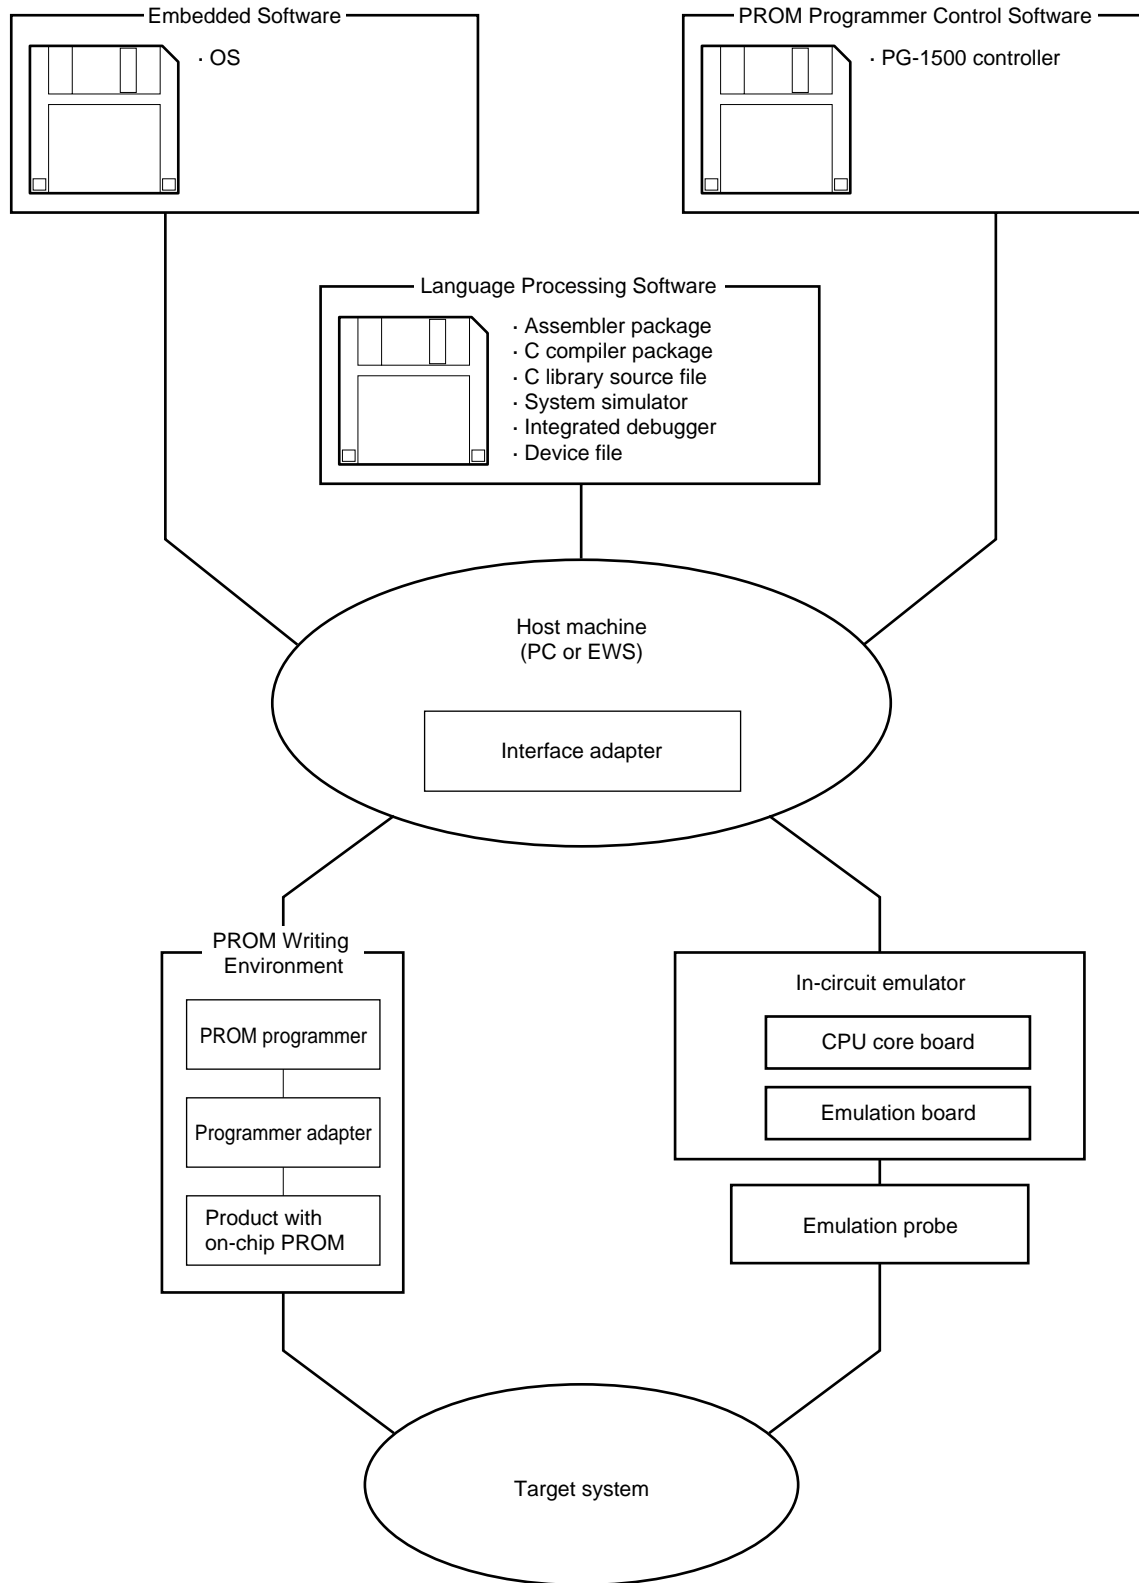 Embedded Software
· OS
PROM Programmer Control Software
· PG-1500 controller
Language Processing Software
· Assembler package
· C compiler package
· C library source file
· System simulator
· Integrated debugger
· Device file
Host machine
(PC or EWS)
Interface adapter
PROM Writing
Environment
PROM programmer
Programmer adapter
Product with
on-chip PROM
In-circuit emulator
CPU core board
Emulation board
Emulation probe
Target system